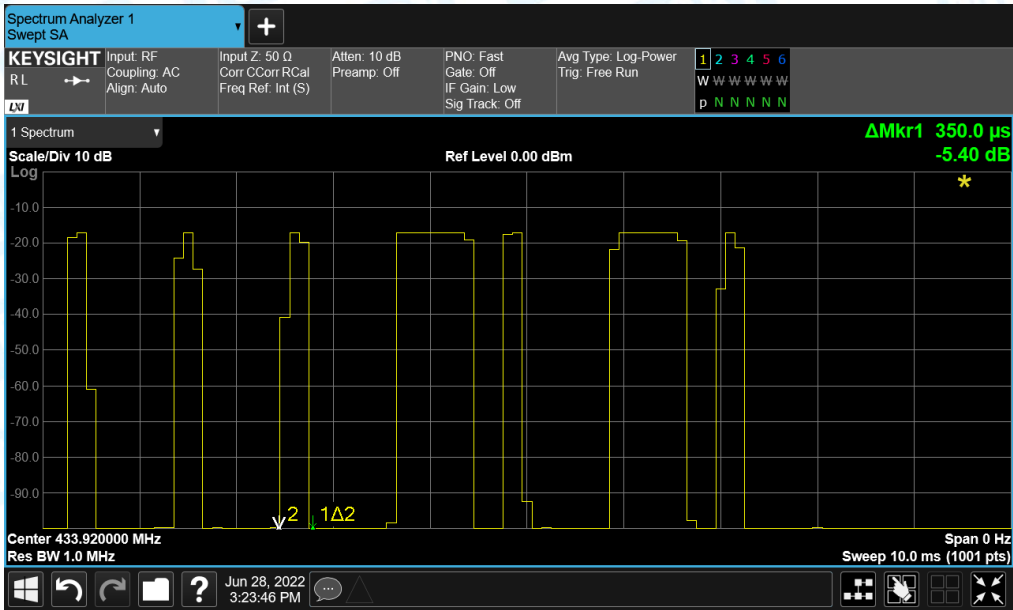 Spectrum Analyzer 1
Swept SA
+
KEYSIGHT
R L
LXI
Input: RF
Coupling: AC
Align: Auto
Input Z: 50 Ω
Corr CCorr RCal
Freq Ref: Int (S)
Atten: 10 dB
Preamp: Off
PNO: Fast
Gate: Off
IF Gain: Low
Sig Track: Off
Avg Type: Log-Power
Trig: Free Run
1 2 3 4 5 6
W W W W W W
p N N N N N
1 Spectrum
ΔMkr1 350.0 µs
-5.40 dB
Scale/Div 10 dB
Ref Level 0.00 dBm
Log
*
-10.0
-20.0
-30.0
-40.0
-50.0
-60.0
-70.0
-80.0
-90.0
2 1Δ2
Center 433.920000 MHz
Span 0 Hz
Res BW 1.0 MHz
Sweep 10.0 ms (1001 pts)
?
Jun 28, 2022
3:23:46 PM